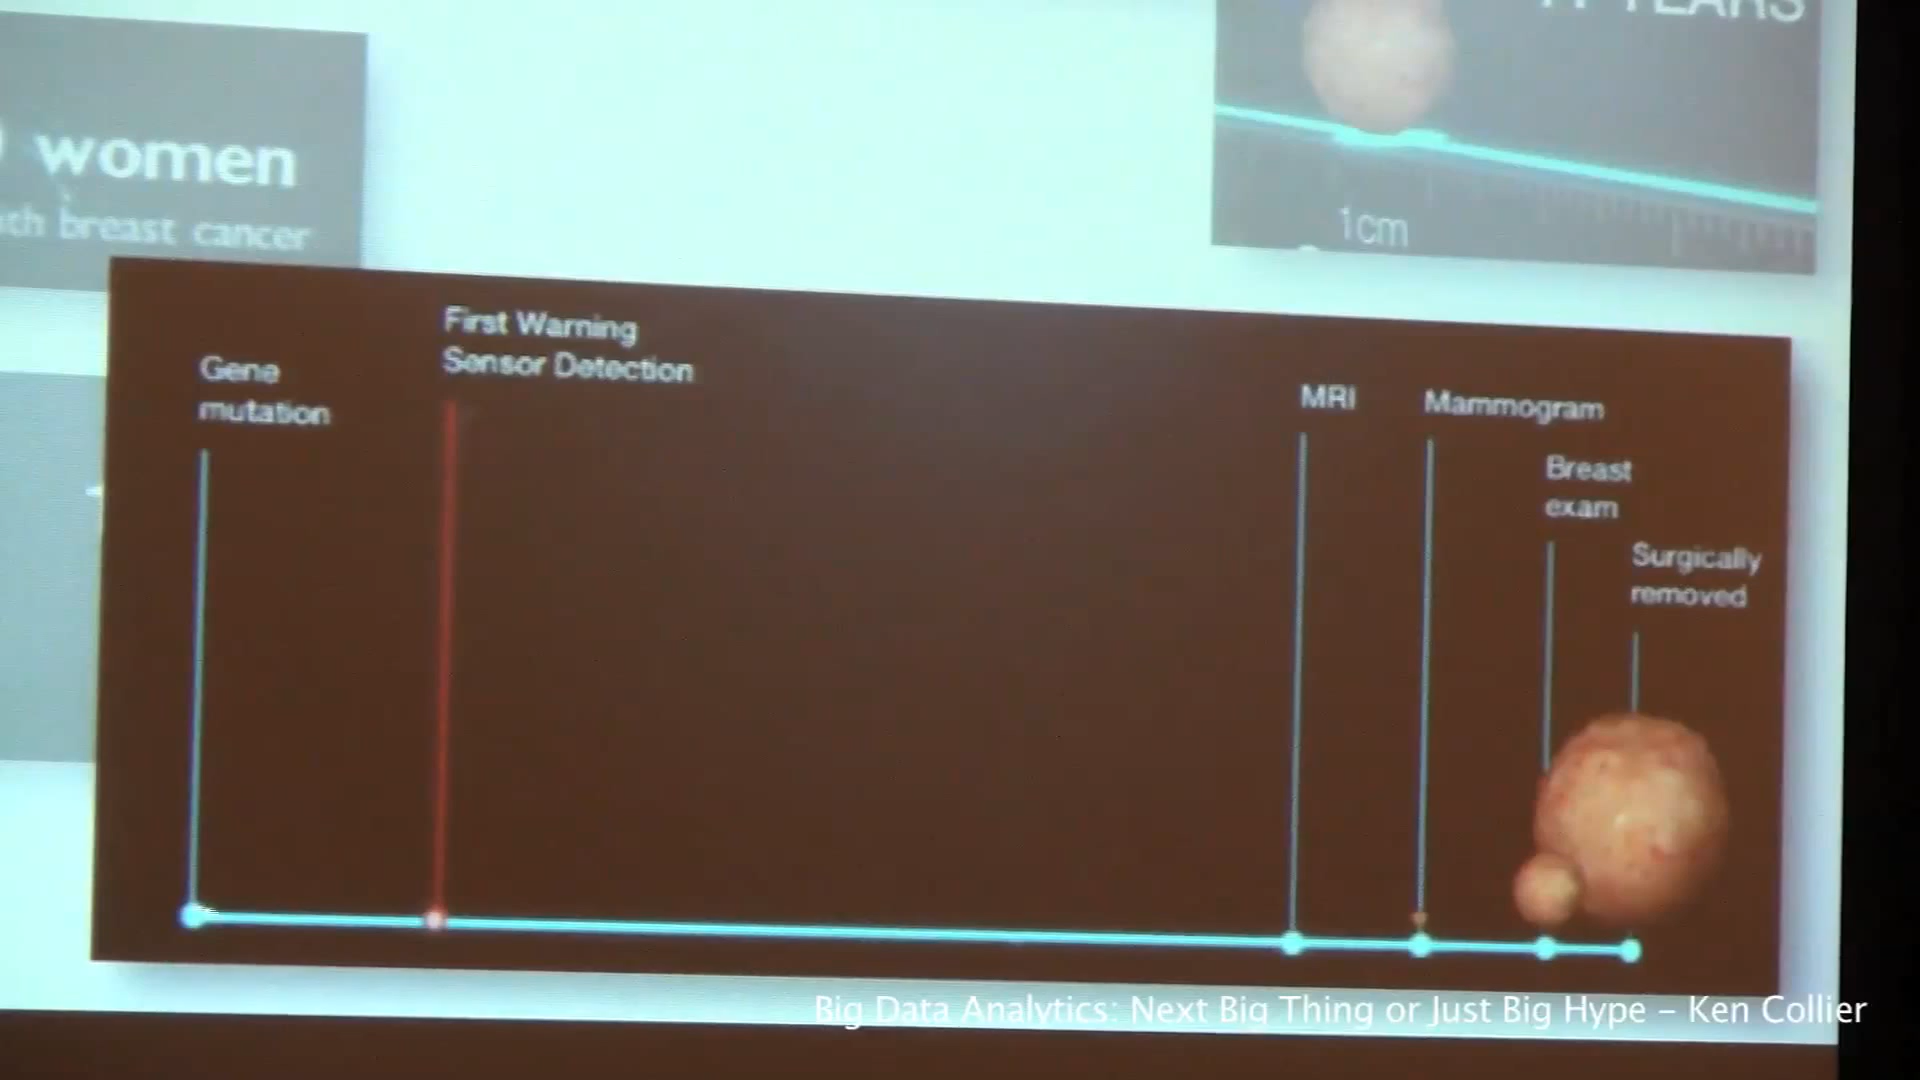 YEARS
women
breast cancer
1cm
First Warning
Sensor Detection
Gene
mutation
MRI
Mammogram
Breast
exam
Surgically
removed
Big Data Analytics: Next Big Thing or Just Big Hype – Ken Collier